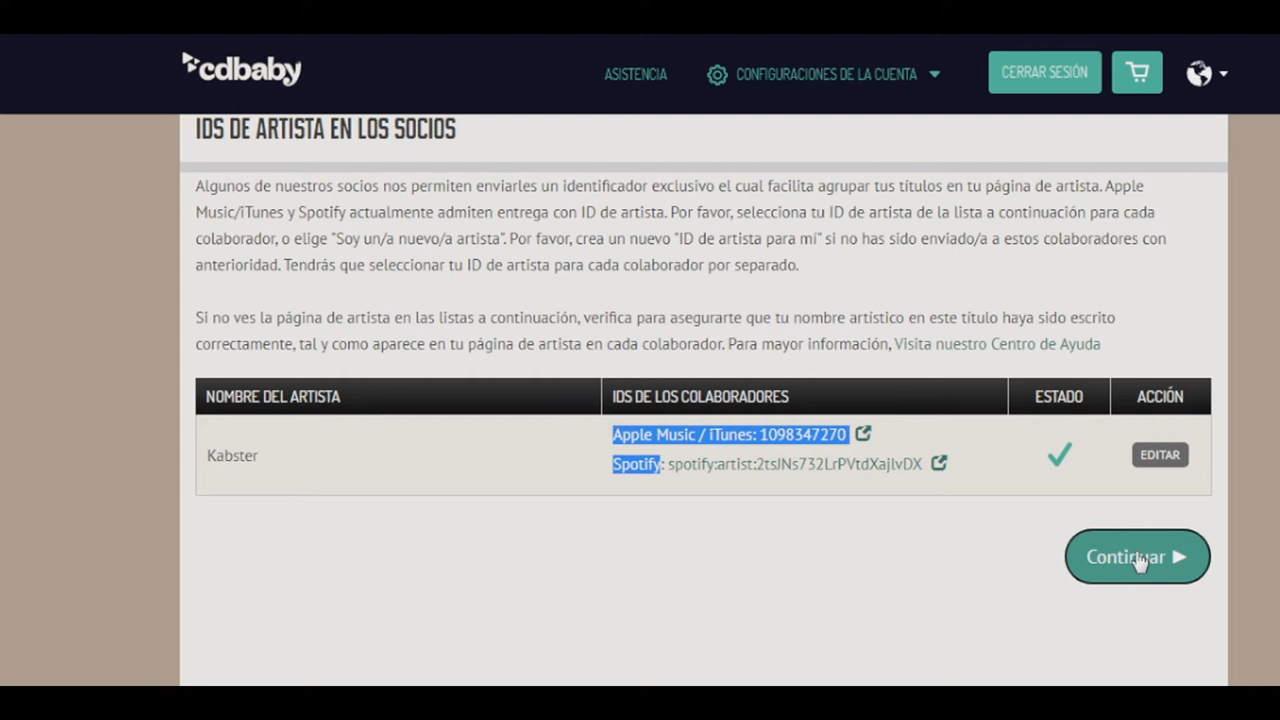 cdbaby
ASISTENCIA
CONFIGURACIONES DE LA CUENTA
CERRAR SESIÓN
IDS DE ARTISTA EN LOS SOCIOS
Algunos de nuestros socios nos permiten enviarles un identificador exclusivo el cual facilita agrupar tus títulos en tu página de artista. Apple
Music/iTunes y Spotify actualmente admiten entrega con ID de artista. Por favor, selecciona tu ID de artista de la lista a continuación para cada
colaborador, o elige "Soy un/a nuevo/a artista". Por favor, crea un nuevo "ID de artista para mí" si no has sido enviado/a a estos colaboradores con
anterioridad. Tendrás que seleccionar tu ID de artista para cada colaborador por separado.
Si no ves la página de artista en las listas a continuación, verifica para asegurarte que tu nombre artístico en este título haya sido escrito
correctamente, tal y como aparece en tu página de artista en cada colaborador. Para mayor información, Visita nuestro Centro de Ayuda
NOMBRE DEL ARTISTA
IDS DE LOS COLABORADORES
ESTADO
ACCIÓN
Kabster
Apple Music / iTunes: 1098347270
Spotify: spotify:artist:2tsJNs732LrPVtdXajlvDX
EDITAR
Continuar